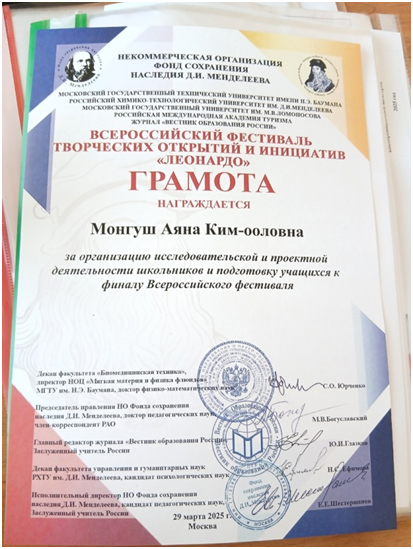 НЕКОММЕРЧЕСКАЯ ОРГАНИЗАЦИЯ
ФОНД СОХРАНЕНИЯ
НАСЛЕДИЯ Д.И. МЕНДЕЛЕЕВА
МОСКОВСКИЙ ГОСУДАРСТВЕННЫЙ ТЕХНИЧЕСКИЙ УНИВЕРСИТЕТ ИМЕНИ Н.Э. БАУМАНА
РОССИЙСКИЙ ХИМИКО-ТЕХНОЛОГИЧЕСКИЙ УНИВЕРСИТЕТ ИМ. Д.И.МЕНДЕЛЕЕВА
МОСКОВСКИЙ ГОСУДАРСТВЕННЫЙ УНИВЕРСИТЕТ ИМ. М.В.ЛОМОНОСОВА
РОССИЙСКАЯ МЕЖДУНАРОДНАЯ АКАДЕМИЯ ТУРИЗМА
ЖУРНАЛ «ВЕСТНИК ОБРАЗОВАНИЯ РОССИИ»
ВСЕРОССИЙСКИЙ ФЕСТИВАЛЬ
ТВОРЧЕСКИХ ОТКРЫТИЙ И ИНИЦИАТИВ
«ЛЕОНАРДО»
ГРАМОТА
НАГРАЖДАЕТСЯ
Монгуш Аяна Ким-ооловна
за организацию исследовательской и проектной
деятельности школьников и подготовку учащихся к
финалу Всероссийского фестиваля
Декан факультета «Биомедицинская техника»,
директор НОЦ «Мягкая материя и физика флюидов»
МГТУ им. Н.Э. Баумана, доктор физико-математических наук
С.О. Юрченко
Председатель правления НО Фонда сохранения
наследия Д.И. Менделеева, доктор педагогических наук,
член-корреспондент РАО
М.В.Богуславский
Главный редактор журнала «Вестник образования России»,
Заслуженный учитель России
Декан факультета управления и гуманитарных наук
РХТУ им. Д.И. Менделеева, кандидат психологических наук
Н.С.Ефимова
Исполнительный директор НО Фонда сохранения
наследия Д.И. Менделеева, кандидат педагогических наук,
Заслуженный учитель России
Е.Е.Шестернинов
29 марта 2025 г.
Москва